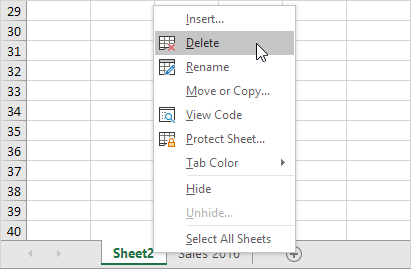 29
30
31
32
33
34
35
36
37
38
39
40
Insert...
Delete
Rename
Move or Copy...
View Code
Protect Sheet...
Tab Color
Hide
Unhide...
Select All Sheets
Sheet2 Sales 2016